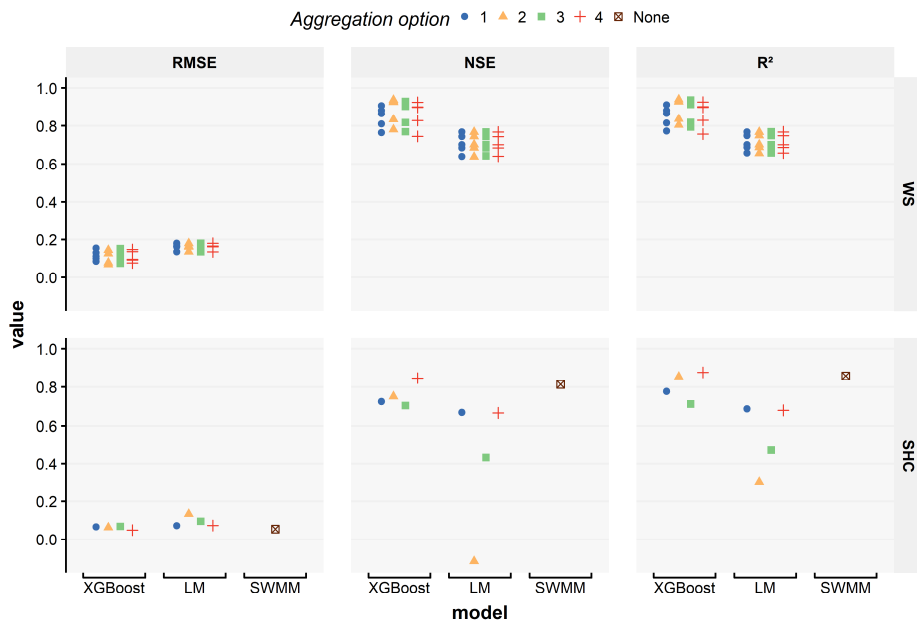 Aggregation option 1 2 3 4 None
RMSE NSE R²
1.0
0.8
0.6
0.4
0.2
0.0
WS
1.0
0.8
0.6
0.4
0.2
0.0
SHC
value
XGBoost LM SWMM XGBoost LM SWMM XGBoost LM SWMM
model